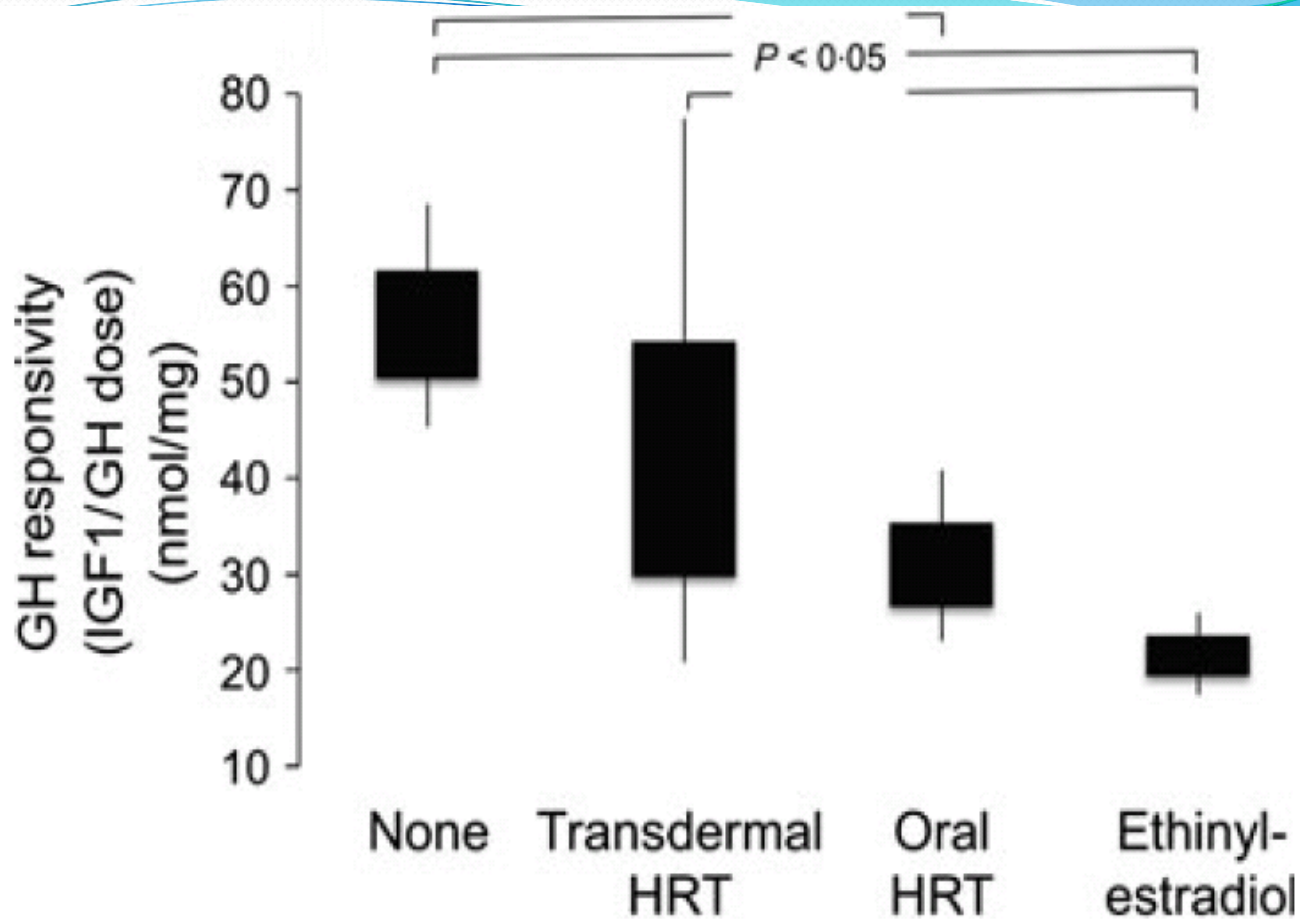 P < 0·05
80
70
60
50
40
30
20
10
GH responsivity
(IGF1/GH dose)
(nmol/mg)
None
Transdermal
HRT
Oral
HRT
Ethinyl-
estradiol